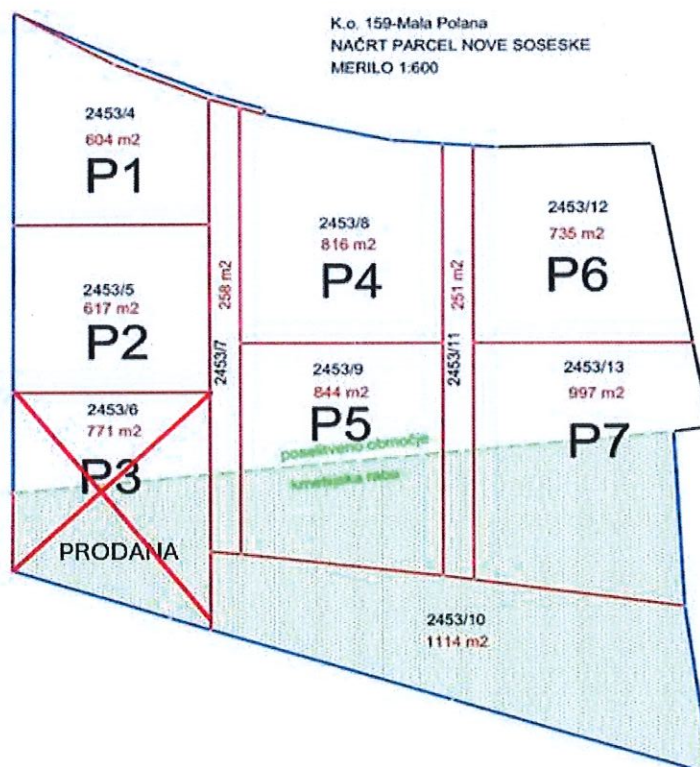 K.o. 159-Mala Polana
NAČRT PARCEL NOVE SOSESKE
MERILO 1:600
2453/4
604 m2
P1
2453/5
617 m2
P2
2453/6
771 m2
P3
PRODANA
258 m2
2453/7
2453/8
816 m2
P4
2453/9
844 m2
P5
poselitveno območje
kmetijska raba
251 m2
2453/11
2453/12
735 m2
P6
2453/13
997 m2
P7
2453/10
1114 m2